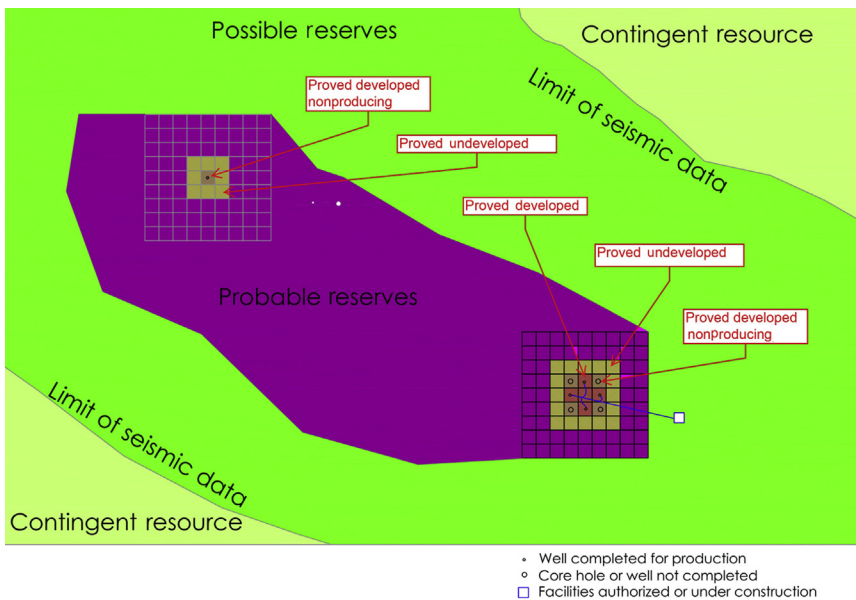 Possible reserves
Contingent resource
Limit of seismic data
Proved developed
nonproducing
Proved undeveloped
Proved developed
Proved undeveloped
Probable reserves
Proved developed
nonproducing
Limit of seismic data
Contingent resource
Well completed for production
Core hole or well not completed
Facilities authorized or under construction